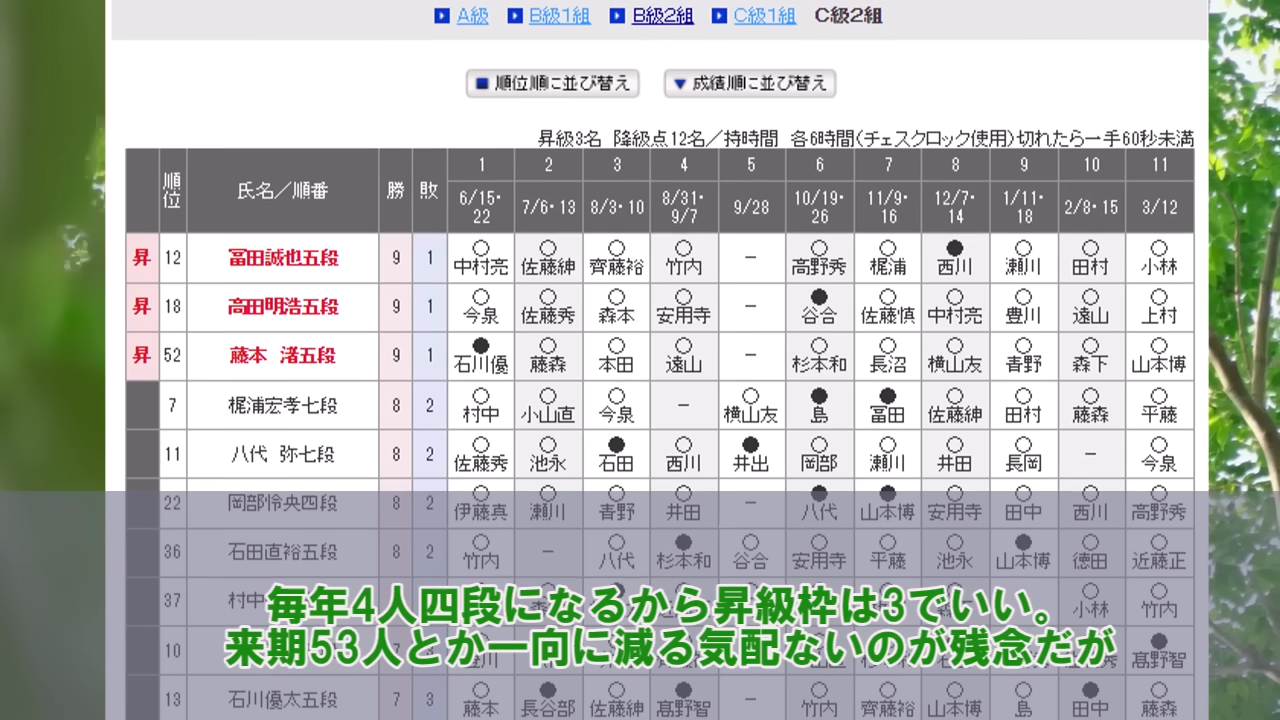 A級 B級1組 B級2組 C級1組 C級2組
■ 順位順に並び替え ▼ 成績順に並び替え
昇級3名 降級点12名／持時間 各6時間(チェスクロック使用)切れたら一手60秒未満
順位 氏名／順番 勝 敗 1 2 3 4 5 6 7 8 9 10 11
6/15・22 7/6・13 8/3・10 8/31・9/7 9/28 10/19・26 11/9・16 12/7・14 1/11・18 2/8・15 3/12
昇 12 冨田誠也五段 9 1 ○中村亮 ○佐藤紳 ○齊藤裕 ○竹内 － ○高野秀 ○梶浦 ●西川 ○瀬川 ○田村 ○小林
昇 18 高田明浩五段 9 1 ○今泉 ○佐藤秀 ○森本 ○安用寺 － ●谷合 ○佐藤慎 ○中村亮 ○豊川 ○遠山 ○上村
昇 52 藤本 渚五段 9 1 ●石川優 ○藤森 ○本田 ○遠山 － ○杉本和 ○長沼 ○横山友 ○青野 ○森下 ○山本博
7 梶浦宏孝七段 8 2 ○村中 ○小山直 ○今泉 － ○横山友 ●島 ●冨田 ○佐藤紳 ○田村 ○藤森 ○平藤
11 八代 弥七段 8 2 ○佐藤秀 ○池永 ●石田 ○西川 ●井出 ○岡部 ○瀬川 ○井田 ○長岡 － ○今泉
22 岡部怜央四段 8 2 ○伊藤真 ○瀬川 ○青野 ○井田 － ●八代 ●山本博 ○安用寺 ○田中 ○西川 ○高野秀
36 石田直裕五段 8 2 ○竹内 － ○八代 ●杉本和 ○谷合 ○安用寺 ○平藤 ○池永 ●山本博 ○徳田 ○近藤正
37 村中 ○小林 ○竹内
毎年4人四段になるから昇級枠は3でいい。
来期53人とか一向に減る気配ないのが残念だが
10 ●髙野智
13 石川優太五段 7 3 ○藤本 ●長谷部 ○佐藤紳 ●髙野智 － ○竹内 ○齊藤裕 ○山本博 ○島 ●田中 ○藤森